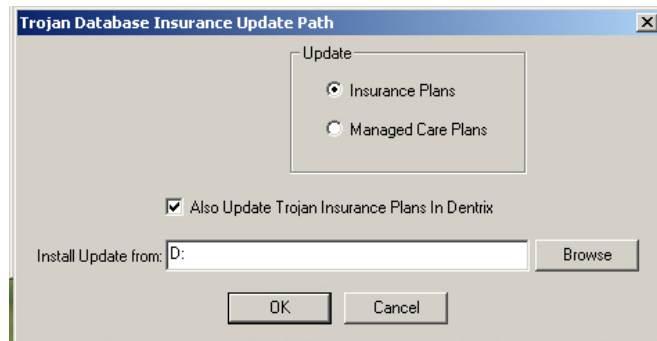 Trojan Database Insurance Update Path
Update
Insurance Plans
Managed Care Plans
Also Update Trojan Insurance Plans In Dentrix
Install Update from: D: Browse
OK Cancel